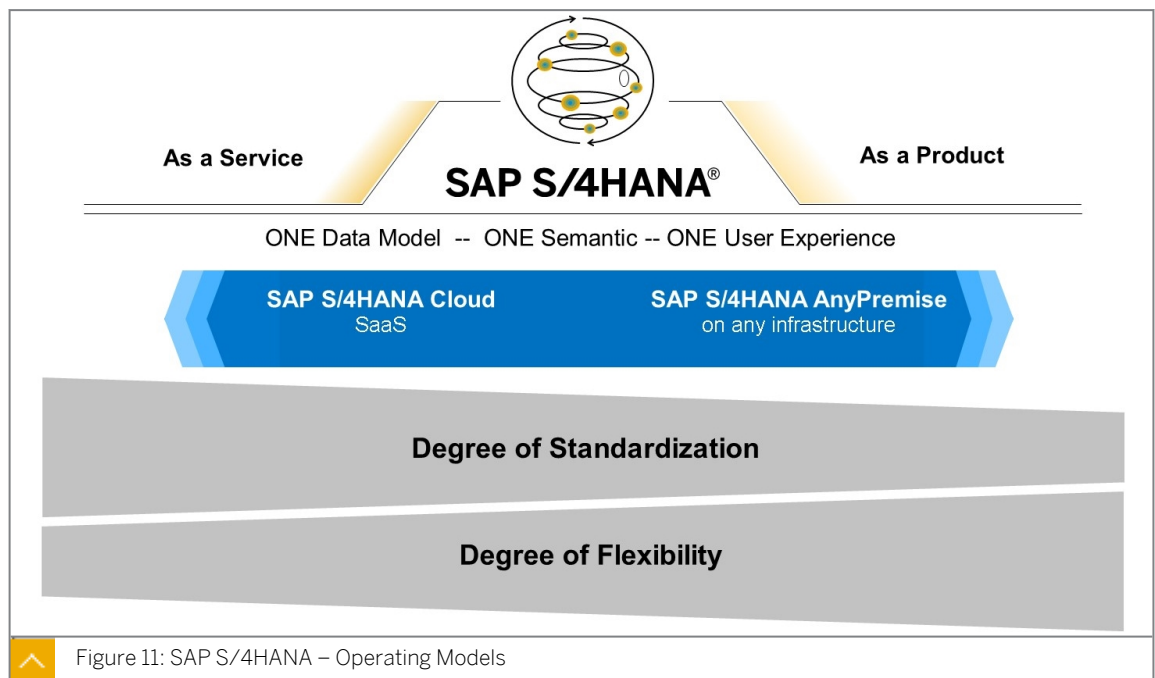 As a Service
As a Product
SAP S/4HANA®
ONE Data Model -- ONE Semantic -- ONE User Experience
SAP S/4HANA Cloud
SaaS
SAP S/4HANA AnyPremise
on any infrastructure
Degree of Standardization
Degree of Flexibility
Figure 11: SAP S/4HANA – Operating Models